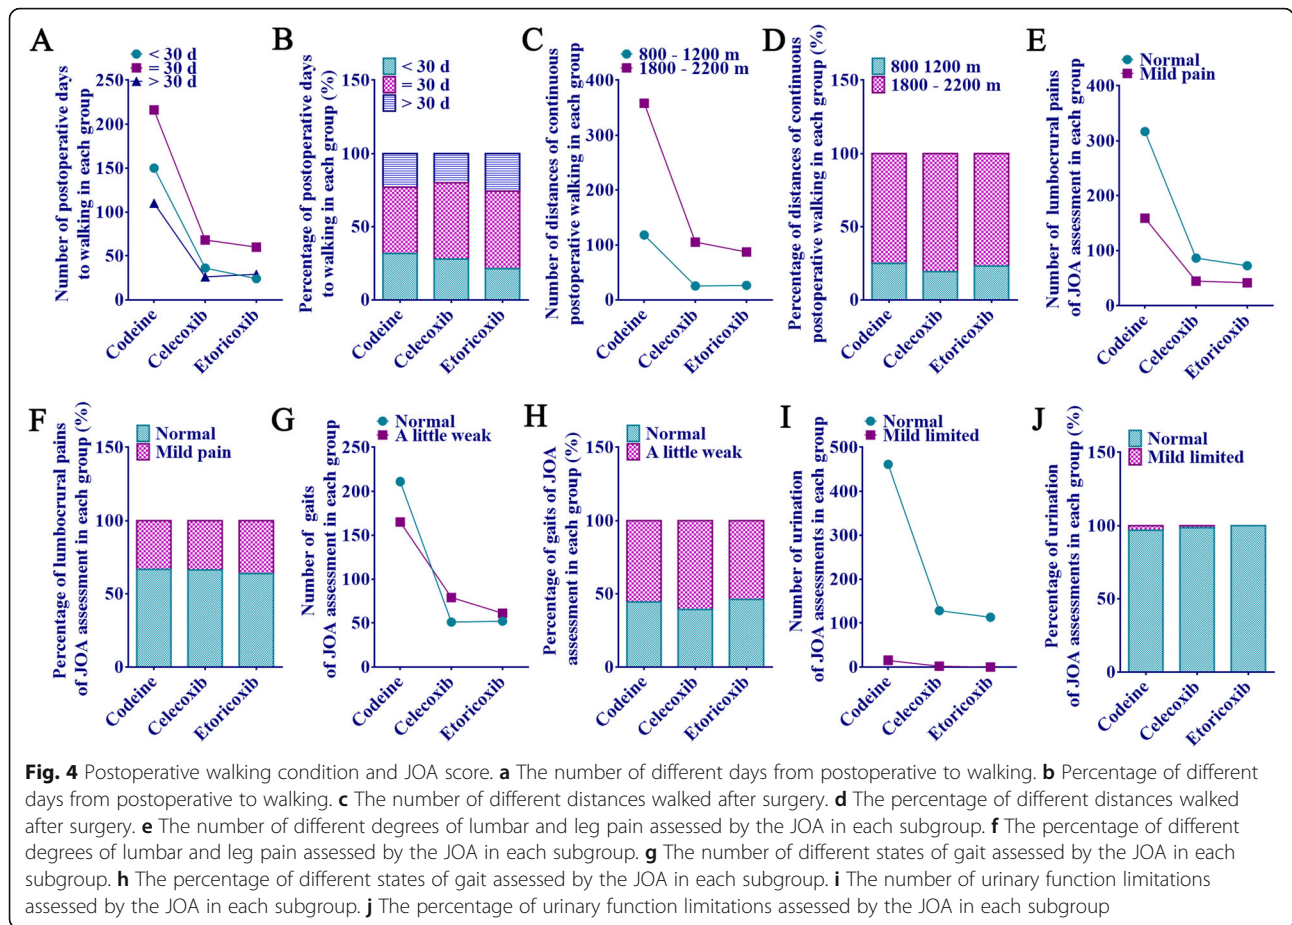 A
< 30 d
= 30 d
> 30 d
Number of postoperative days
to walking in each group
250
200
150
100
50
0
Codeine
Celecoxib
Etoricoxib
B
< 30 d
= 30 d
> 30 d
Percentage of postoperative days
to walking in each group (%)
150
100
50
0
Codeine
Celecoxib
Etoricoxib
C
800 - 1200 m
1800 - 2200 m
Number of distances of continuous
postoperative walking in each group
400
300
200
100
0
Codeine
Celecoxib
Etoricoxib
D
800 1200 m
1800 - 2200 m
Percentage of distances of continuous
postoperative walking in each group (%)
150
100
50
0
Codeine
Celecoxib
Etoricoxib
E
Normal
Mild pain
Number of lumbocrural pains
of JOA assessment in each group
400
300
200
100
0
Codeine
Celecoxib
Etoricoxib
F
Normal
Mild pain
Percentage of lumbocrural pains
of JOA assessment in each group (%)
150
100
50
0
Codeine
Celecoxib
Etoricoxib
G
Normal
A little weak
Number of gaits
of JOA assessment in each group
250
200
150
100
50
0
Codeine
Celecoxib
Etoricoxib
H
Normal
A little weak
Percentage of gaits of JOA
assessment in each group (%)
150
100
50
0
Codeine
Celecoxib
Etoricoxib
I
Normal
Mild limited
Number of urination
of JOA assessments in each group
500
400
300
200
100
0
Codeine
Celecoxib
Etoricoxib
J
Normal
Mild limited
Percentage of urination
of JOA assessments in each group (%)
150
100
50
0
Codeine
Celecoxib
Etoricoxib
Fig. 4 Postoperative walking condition and JOA score. a The number of different days from postoperative to walking. b Percentage of different
days from postoperative to walking. c The number of different distances walked after surgery. d The percentage of different distances walked
after surgery. e The number of different degrees of lumbar and leg pain assessed by the JOA in each subgroup. f The percentage of different
degrees of lumbar and leg pain assessed by the JOA in each subgroup. g The number of different states of gait assessed by the JOA in each
subgroup. h The percentage of different states of gait assessed by the JOA in each subgroup. i The number of urinary function limitations
assessed by the JOA in each subgroup. j The percentage of urinary function limitations assessed by the JOA in each subgroup